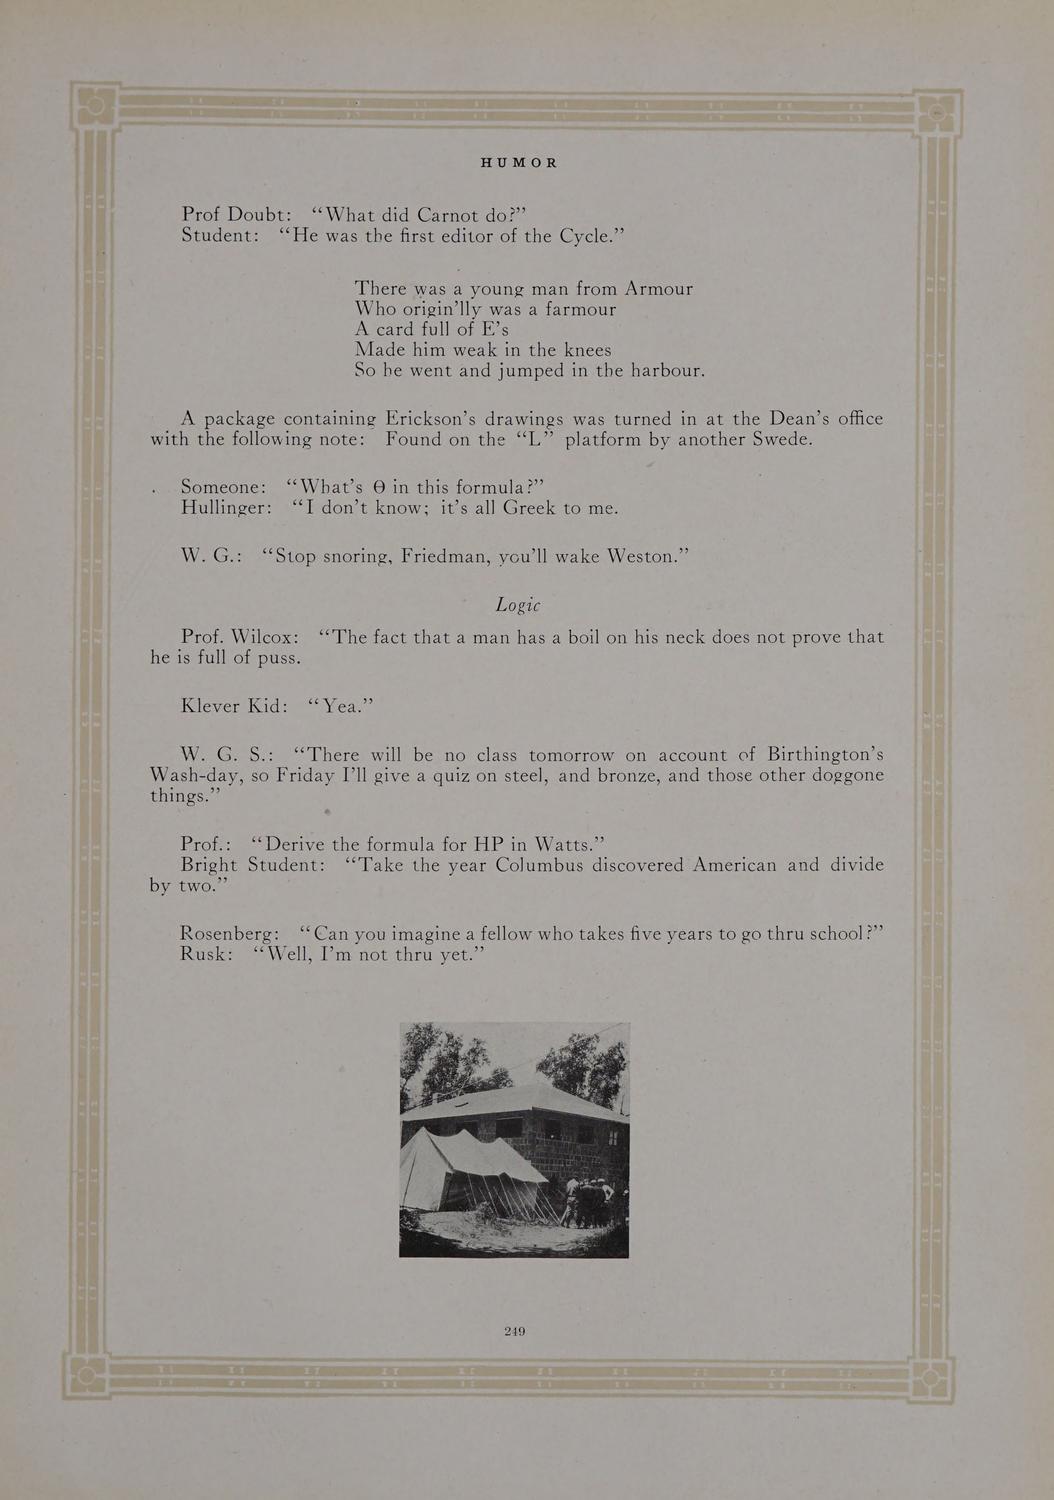 HUMOR
Prof Doubt: “What did Carnot do?”
Student: “He was the first editor of the Cycle.”
There was a young man from Armour
Who origin’lly was a farmour
A card full of E’s
Made him weak in the knees
So he went and jumped in the harbour.
A package containing Erickson’s drawings was turned in at the Dean’s office
with the following note: Found on the “L” platform by another Swede.
Someone: “What’s Θ in this formula?”
Hullinger: “I don’t know; it’s all Greek to me.
W. G.: “Stop snoring, Friedman, you’ll wake Weston.”
Logic
Prof. Wilcox: “The fact that a man has a boil on his neck does not prove that
he is full of puss.
Klever Kid: “Yea.”
W. G. S.: “There will be no class tomorrow on account of Birthington’s
Wash-day, so Friday I’ll give a quiz on steel, and bronze, and those other doggone
things.”
Prof.: “Derive the formula for HP in Watts.”
Bright Student: “Take the year Columbus discovered American and divide
by two.”
Rosenberg: “Can you imagine a fellow who takes five years to go thru school?”
Rusk: “Well, I’m not thru yet.”
249